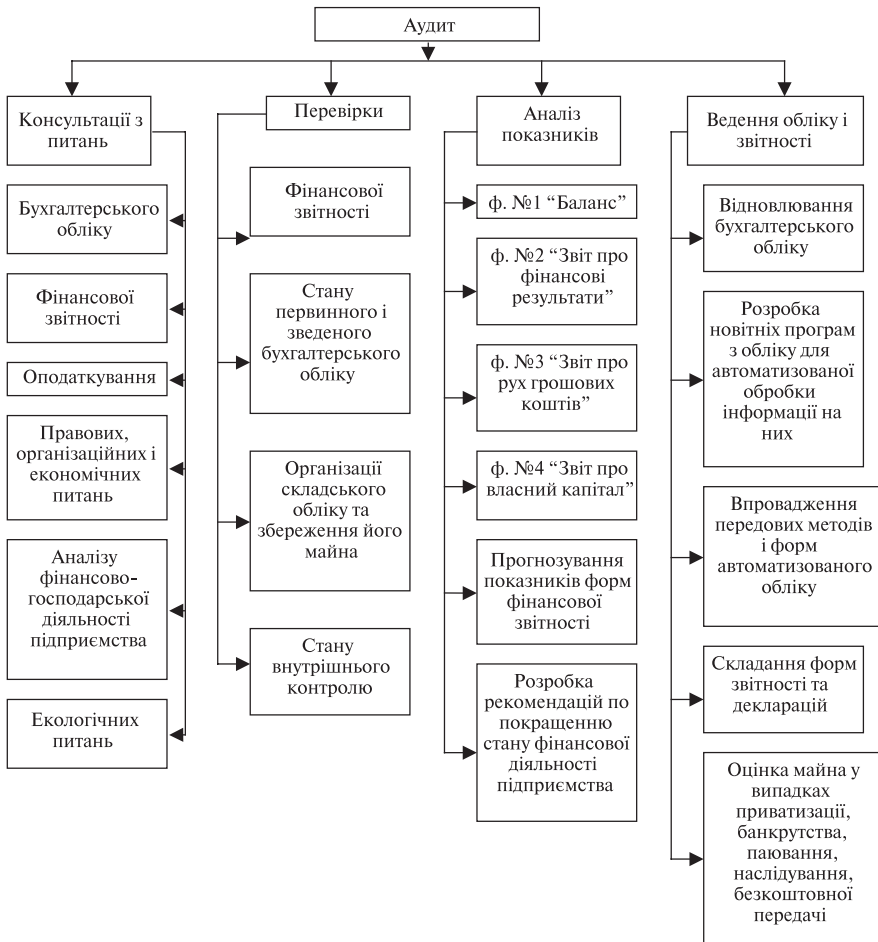 Аудит
Консультації з
питань
Бухгалтерського
обліку
Фінансової
звітності
Оподаткування
Правових,
організаційних і
економічних
питань
Аналізу
фінансово-
господарської
діяльності
підприємства
Екологічних
питань
Перевірки
Фінансової
звітності
Стану
первинного і
зведеного
бухгалтерського
обліку
Організації
складського
обліку та
збереження його
майна
Стану
внутрішнього
контролю
Аналіз
показників
ф. №1 “Баланс”
ф. №2 “Звіт про
фінансові
результати”
ф. №3 “Звіт про
рух грошових
коштів”
ф. №4 “Звіт про
власний капітал”
Прогнозування
показників форм
фінансової
звітності
Розробка
рекомендацій по
покращенню
стану фінансової
діяльності
підприємства
Ведення обліку і
звітності
Відновлювання
бухгалтерського
обліку
Розробка
новітніх програм
з обліку для
автоматизованої
обробки
інформації на
них
Впровадження
передових методів
і форм
автоматизованого
обліку
Складання форм
звітності та
декларацій
Оцінка майна у
випадках
приватизації,
банкрутства,
паювання,
наслідування,
безкоштовної
передачі